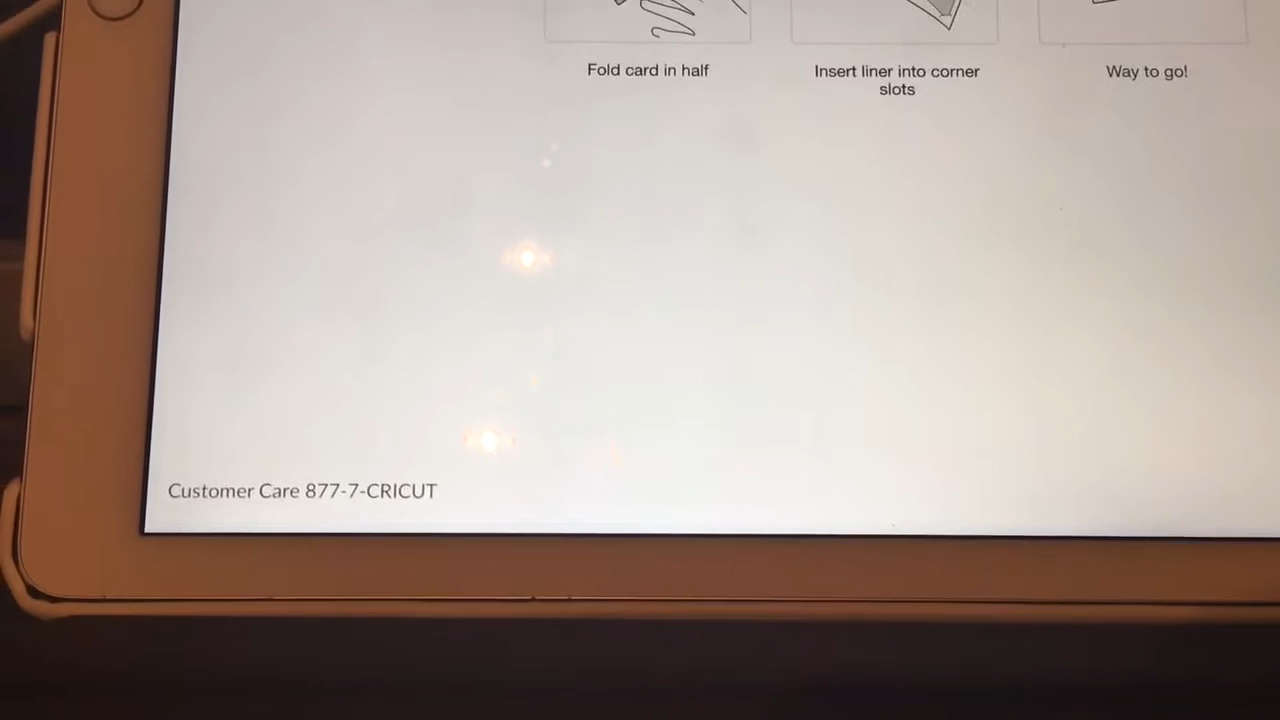 Fold card in half
Insert liner into corner
slots
Way to go!
Customer Care 877-7-CRICUT